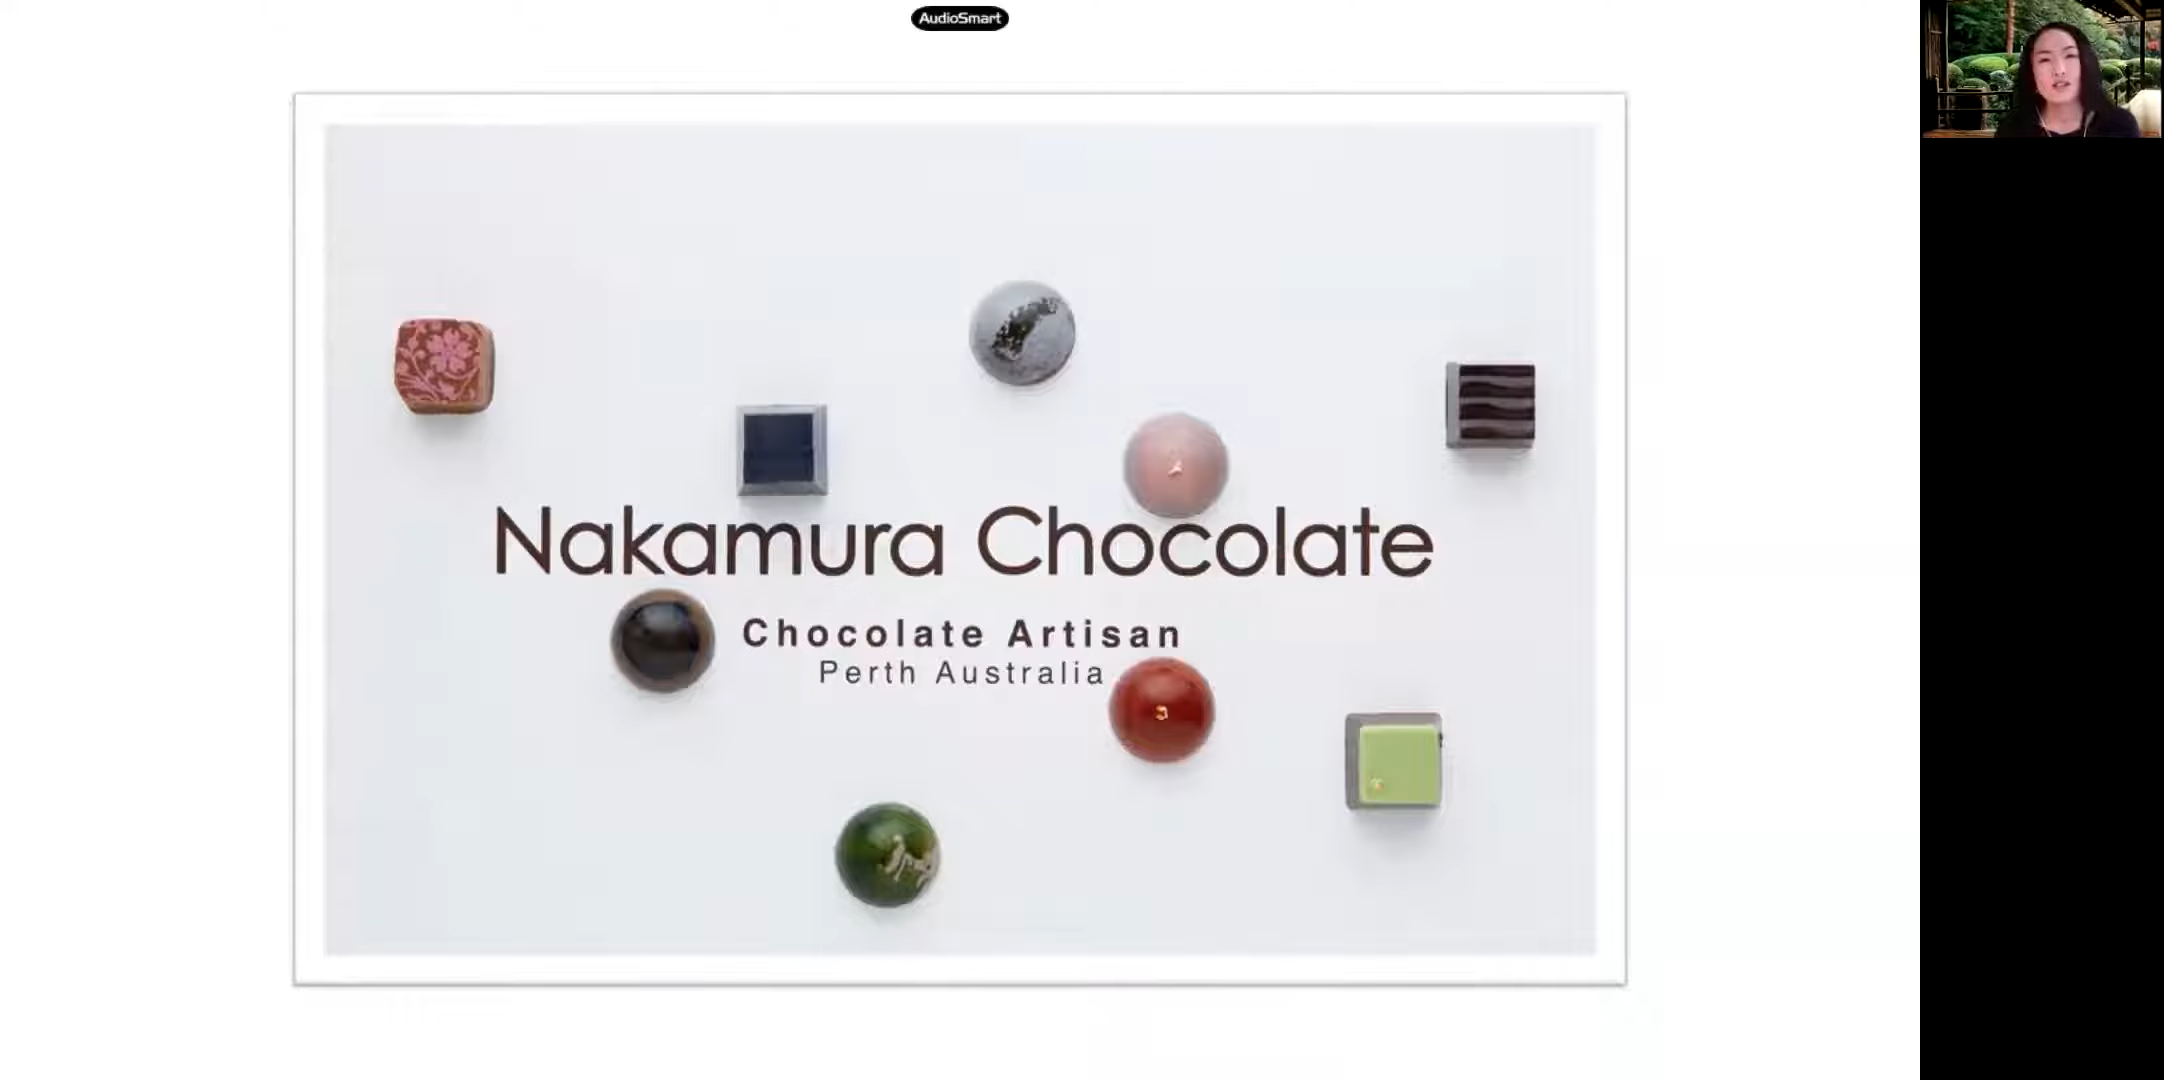 AudioSmart
Nakamura Chocolate
Chocolate Artisan
Perth Australia